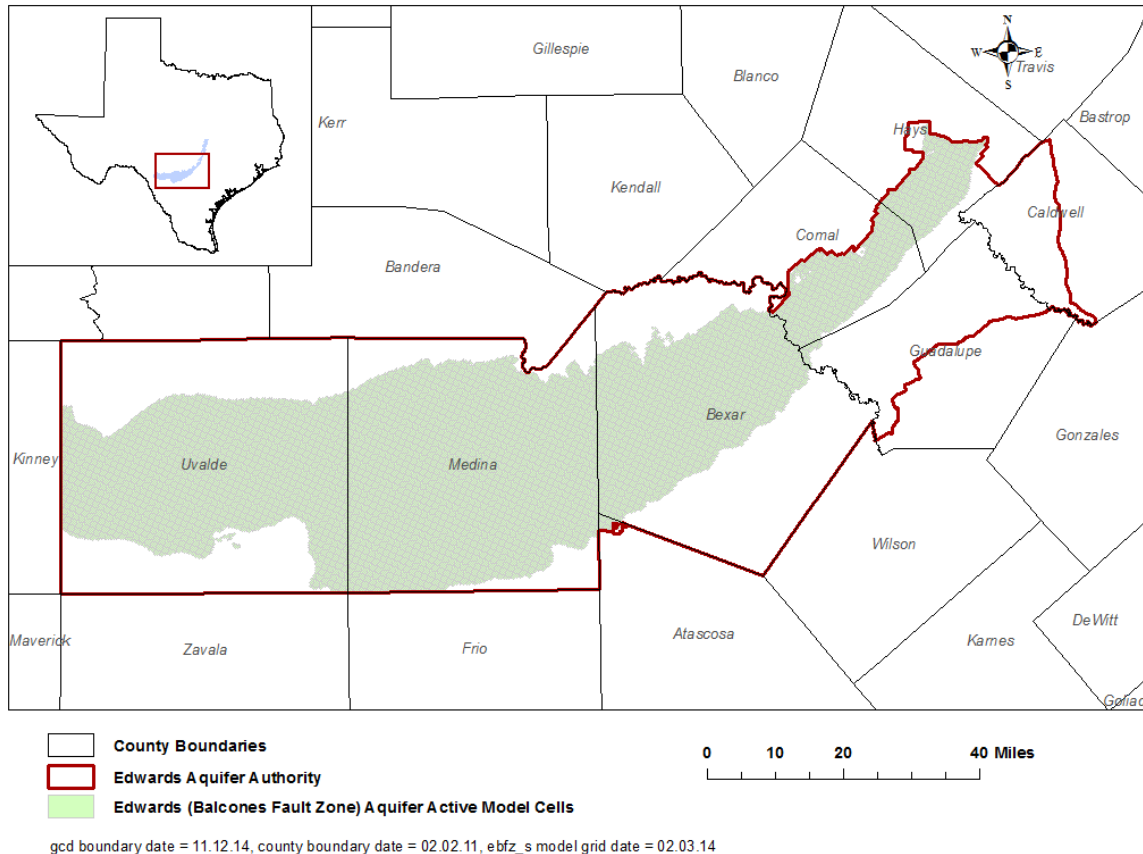 Gillespie
N
W E
S
Travis
Blanco
Bastrop
Kerr
Hays
Kendall
Caldwell
Comal
Bandera
Guadalupe
Bexar
Gonzales
Kinney
Uvalde
Medina
Wilson
Maverick
Zavala
Frio
Atascosa
Karnes
DeWitt
Goliad
County Boundaries
Edwards Aquifer Authority
Edwards (Balcones Fault Zone) Aquifer Active Model Cells
0 10 20 40 Miles
gcd boundary date = 11.12.14, county boundary date = 02.02.11, ebfz_s model grid date = 02.03.14